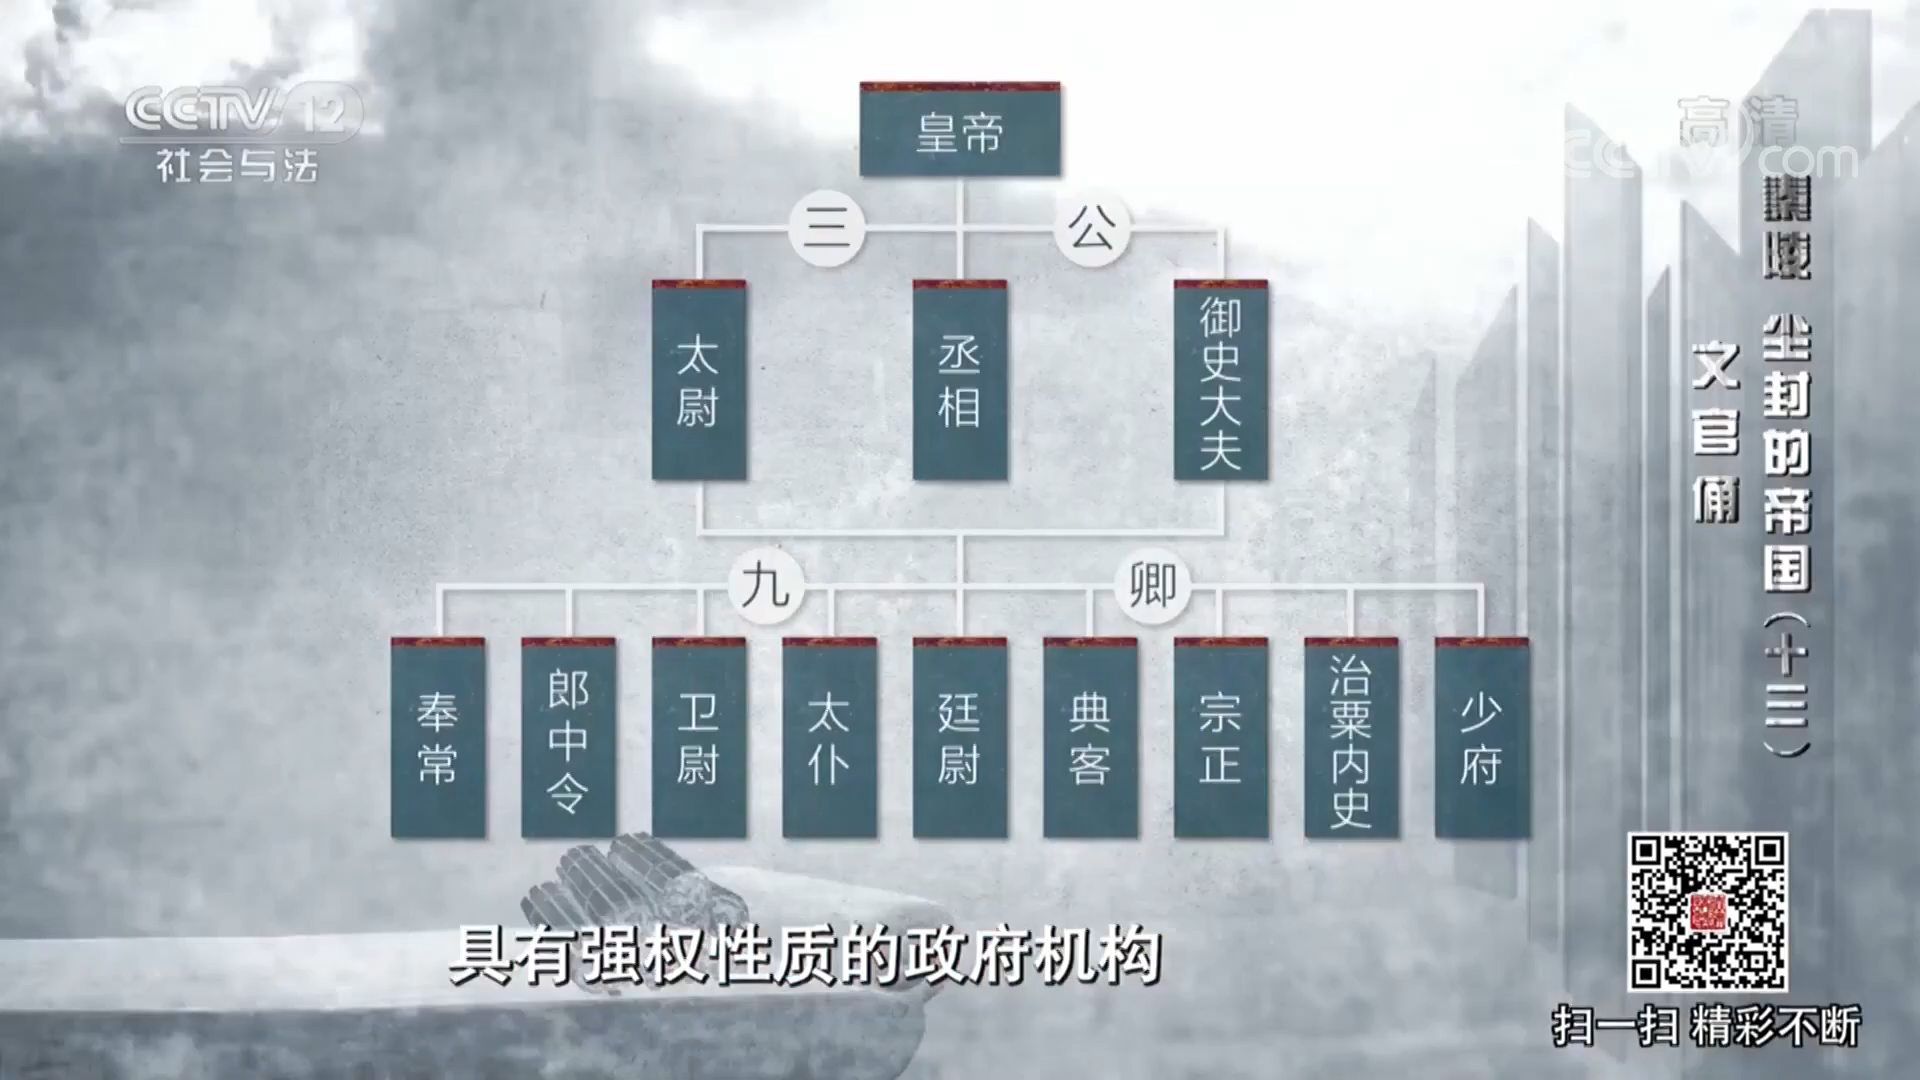 CCTV 12
社会与法
高清
cctv.com
皇帝
三
公
太尉
丞相
御史大夫
九
卿
奉常
郎中令
卫尉
太仆
廷尉
典客
宗正
治粟内史
少府
尘封的帝国(十三)
文官俑
具有强权性质的政府机构
扫一扫 精彩不断